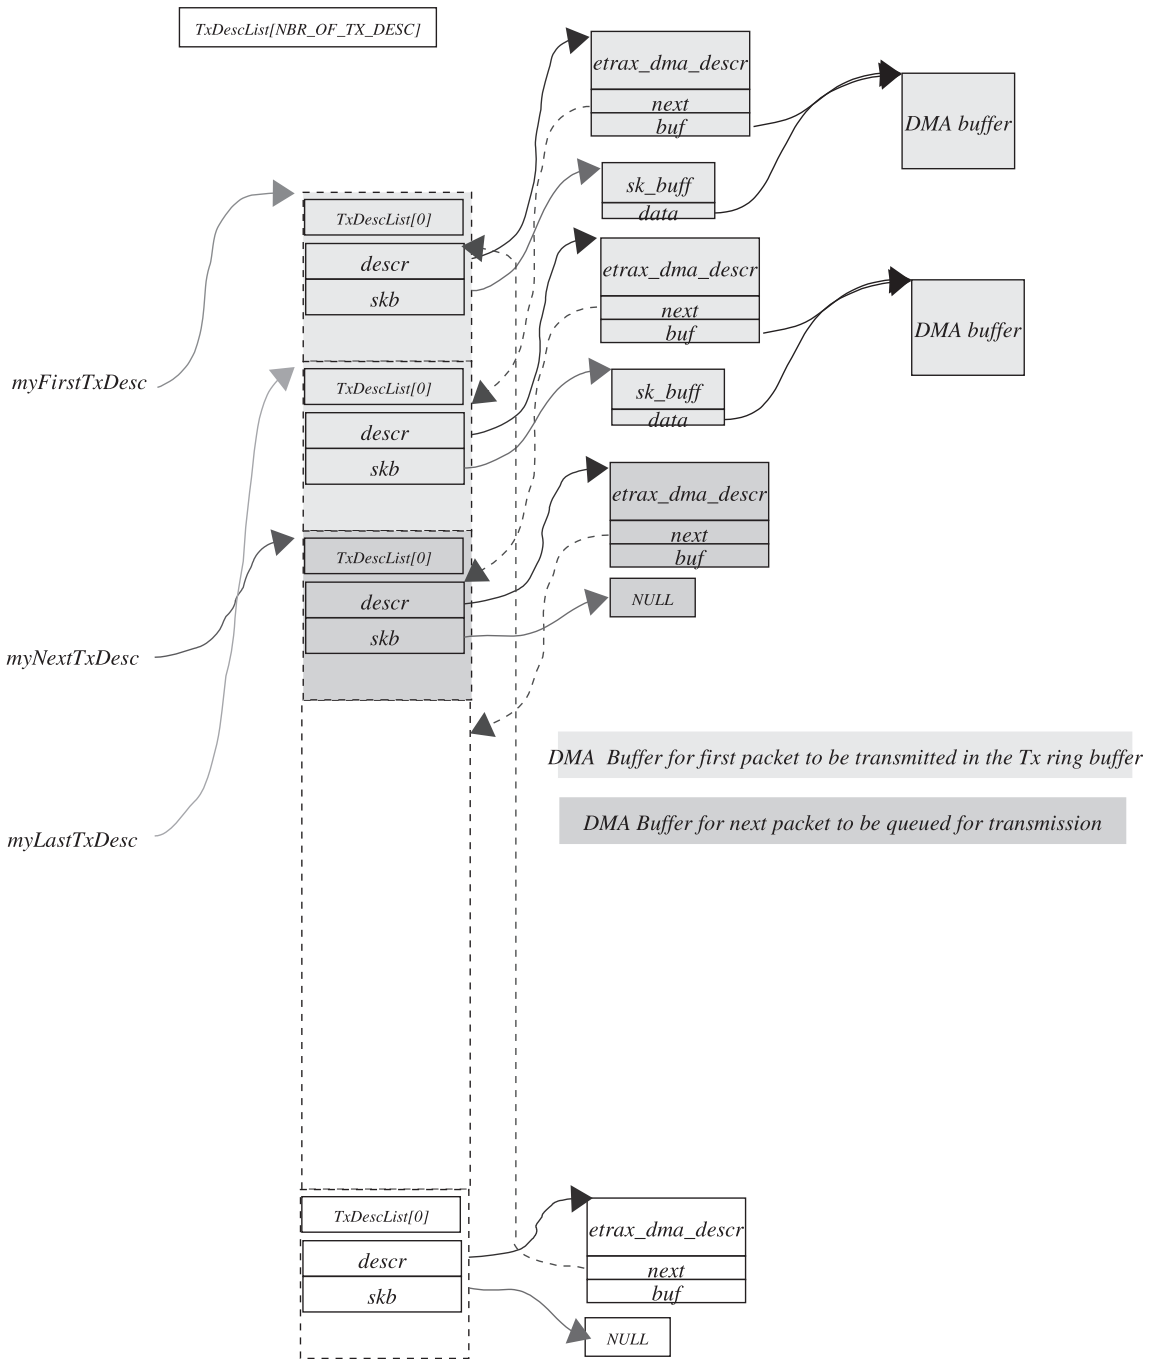 TxDescList[NBR_OF_TX_DESC]
etrax_dma_descr
next
buf
DMA buffer
sk_buff
data
TxDescList[0]
descr
skb
etrax_dma_descr
next
buf
DMA buffer
sk_buff
data
myFirstTxDesc
TxDescList[0]
descr
skb
etrax_dma_descr
next
buf
TxDescList[0]
descr
skb
NULL
myNextTxDesc
DMA Buffer for first packet to be transmitted in the Tx ring buffer
DMA Buffer for next packet to be queued for transmission
myLastTxDesc
TxDescList[0]
descr
skb
etrax_dma_descr
next
buf
NULL